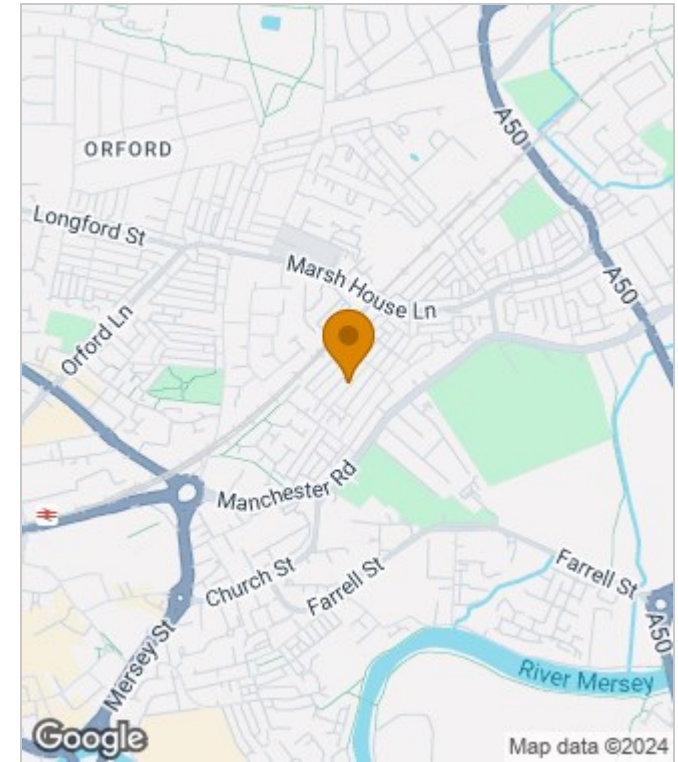 A50
ORFORD
Longford St
Marsh House Ln
A50
Orford Ln
Manchester Rd
Church St
Farrell St
Farrell St
A50
Mersey St
River Mersey
Google
Map data ©2024